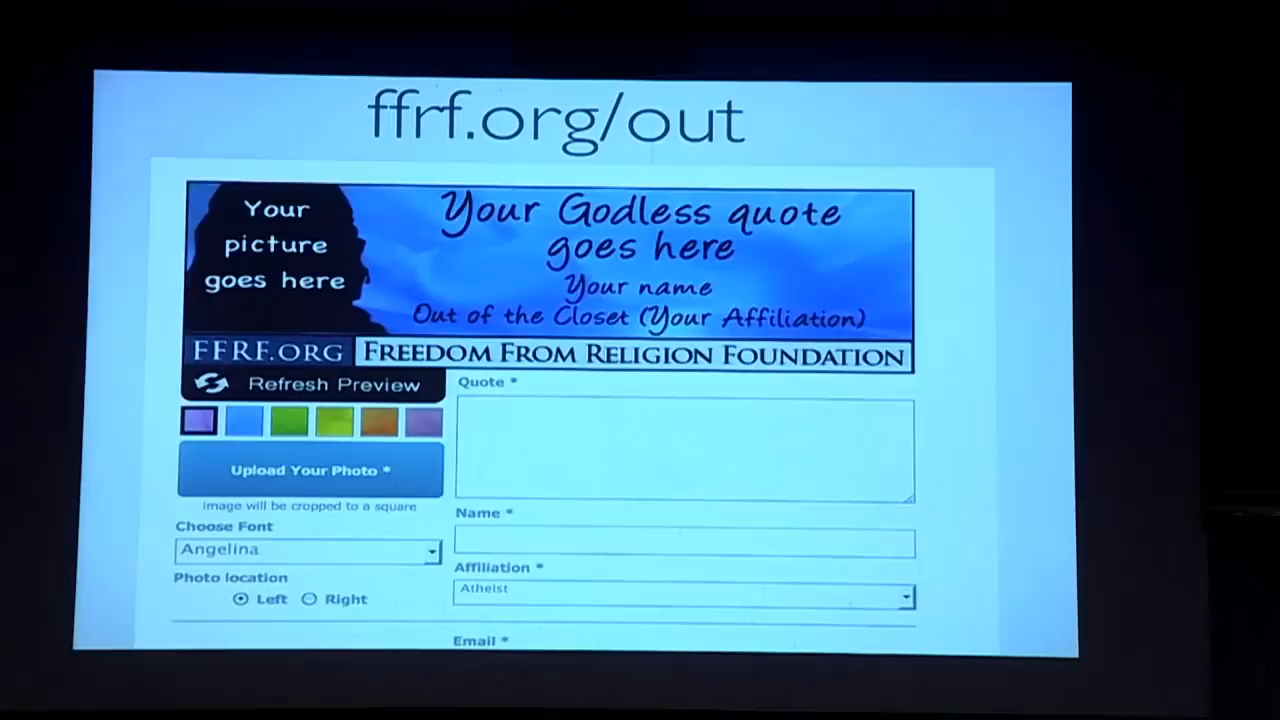 ffrf.org/out
Your
picture
goes here
Your Godless quote
goes here
Your name
Out of the Closet (Your Affiliation)
FFRF.ORG FREEDOM FROM RELIGION FOUNDATION
Refresh Preview
Quote *
Upload Your Photo *
image will be cropped to a square
Choose Font
Angelina
Photo location
Left Right
Name *
Affiliation *
Atheist
Email *